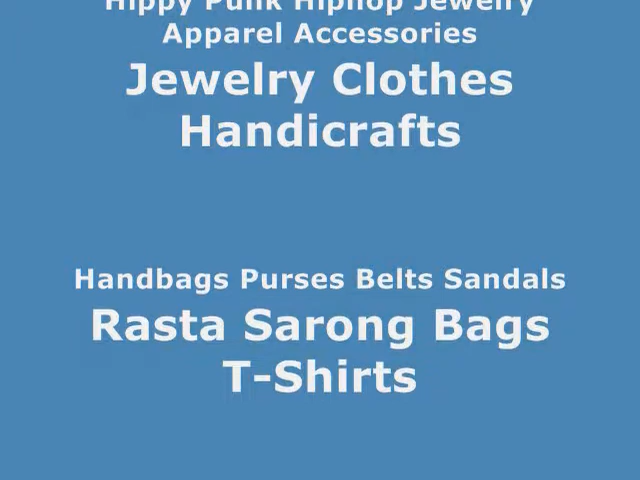 Hippy Punk Hiphop Jewelry
Apparel Accessories
Jewelry Clothes
Handicrafts
Handbags Purses Belts Sandals
Rasta Sarong Bags
T-Shirts